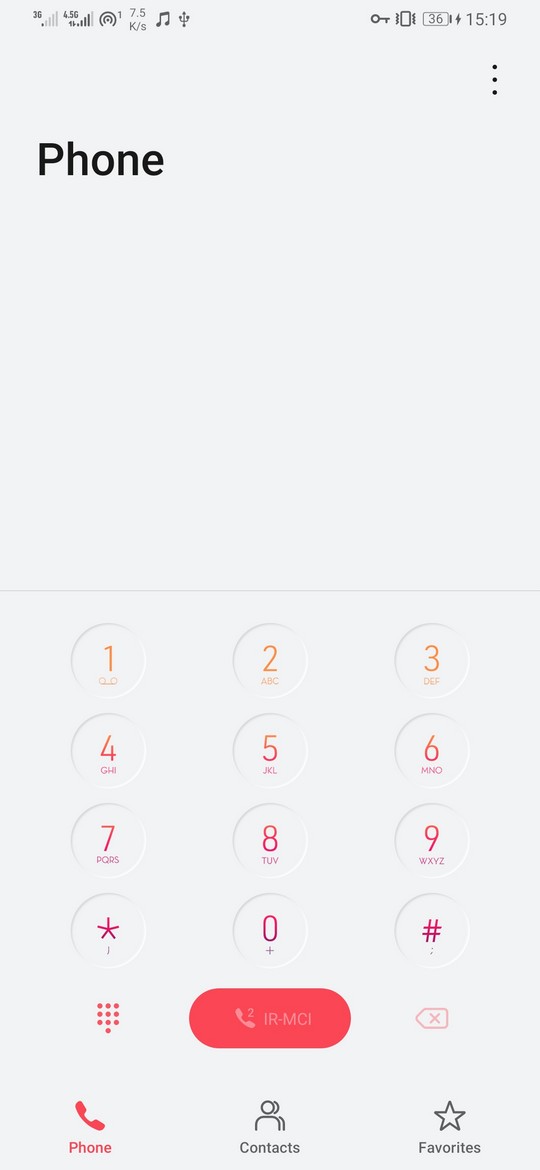 3G 4.5G 1 7.5 K/s 36 15:19
Phone
1 2 3
ABC DEF
4 5 6
GHI JKL MNO
7 8 9
PQRS TUV WXYZ
* 0 #
, + ;
2 IR-MCI
Phone Contacts Favorites